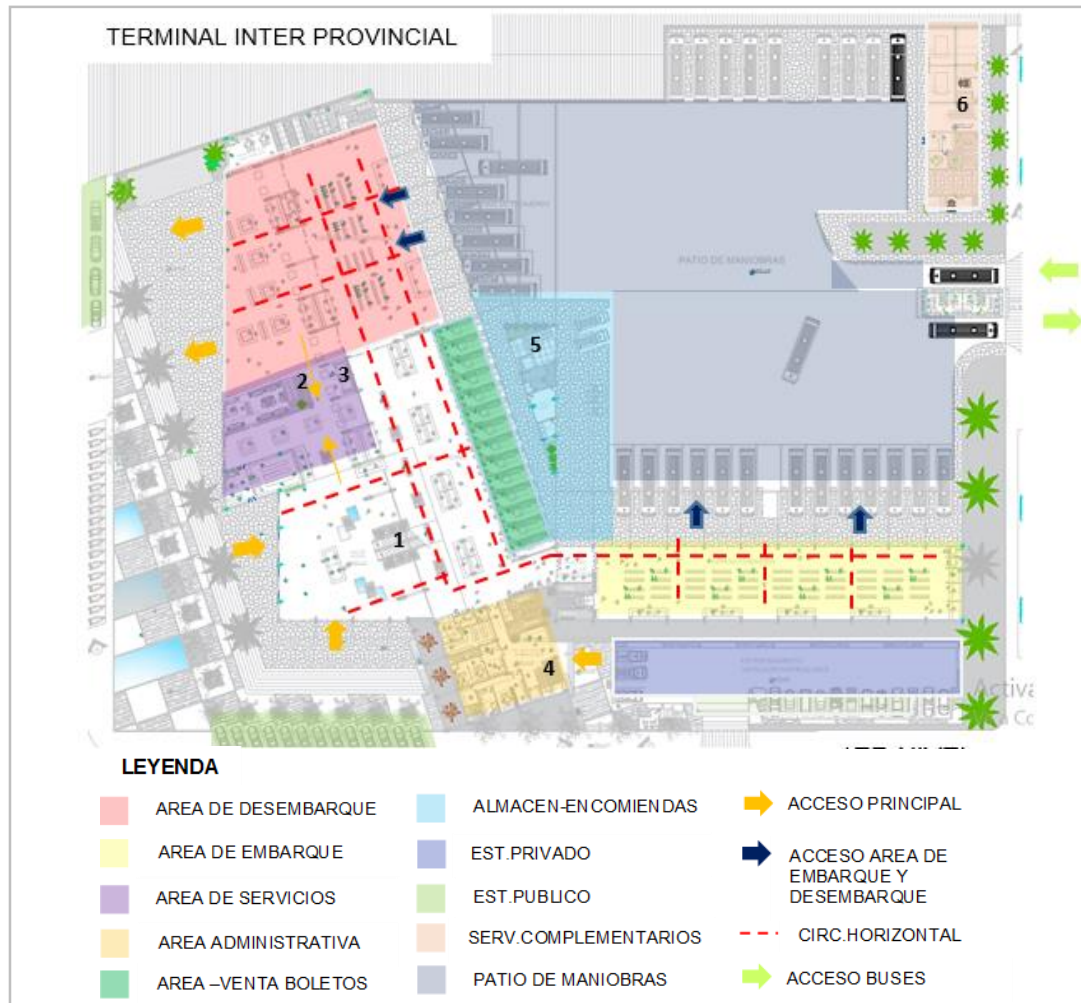 TERMINAL INTER PROVINCIAL
6
PATIO DE MANIOBRAS
5
2
3
1
4
Activa
LEYENDA
AREA DE DESEMBARQUE
AREA DE EMBARQUE
AREA DE SERVICIOS
AREA ADMINISTRATIVA
AREA –VENTA BOLETOS
ALMACEN-ENCOMIENDAS
EST.PRIVADO
EST.PUBLICO
SERV.COMPLEMENTARIOS
PATIO DE MANIOBRAS
ACCESO PRINCIPAL
ACCESO AREA DE
EMBARQUE Y
DESEMBARQUE
CIRC.HORIZONTAL
ACCESO BUSES